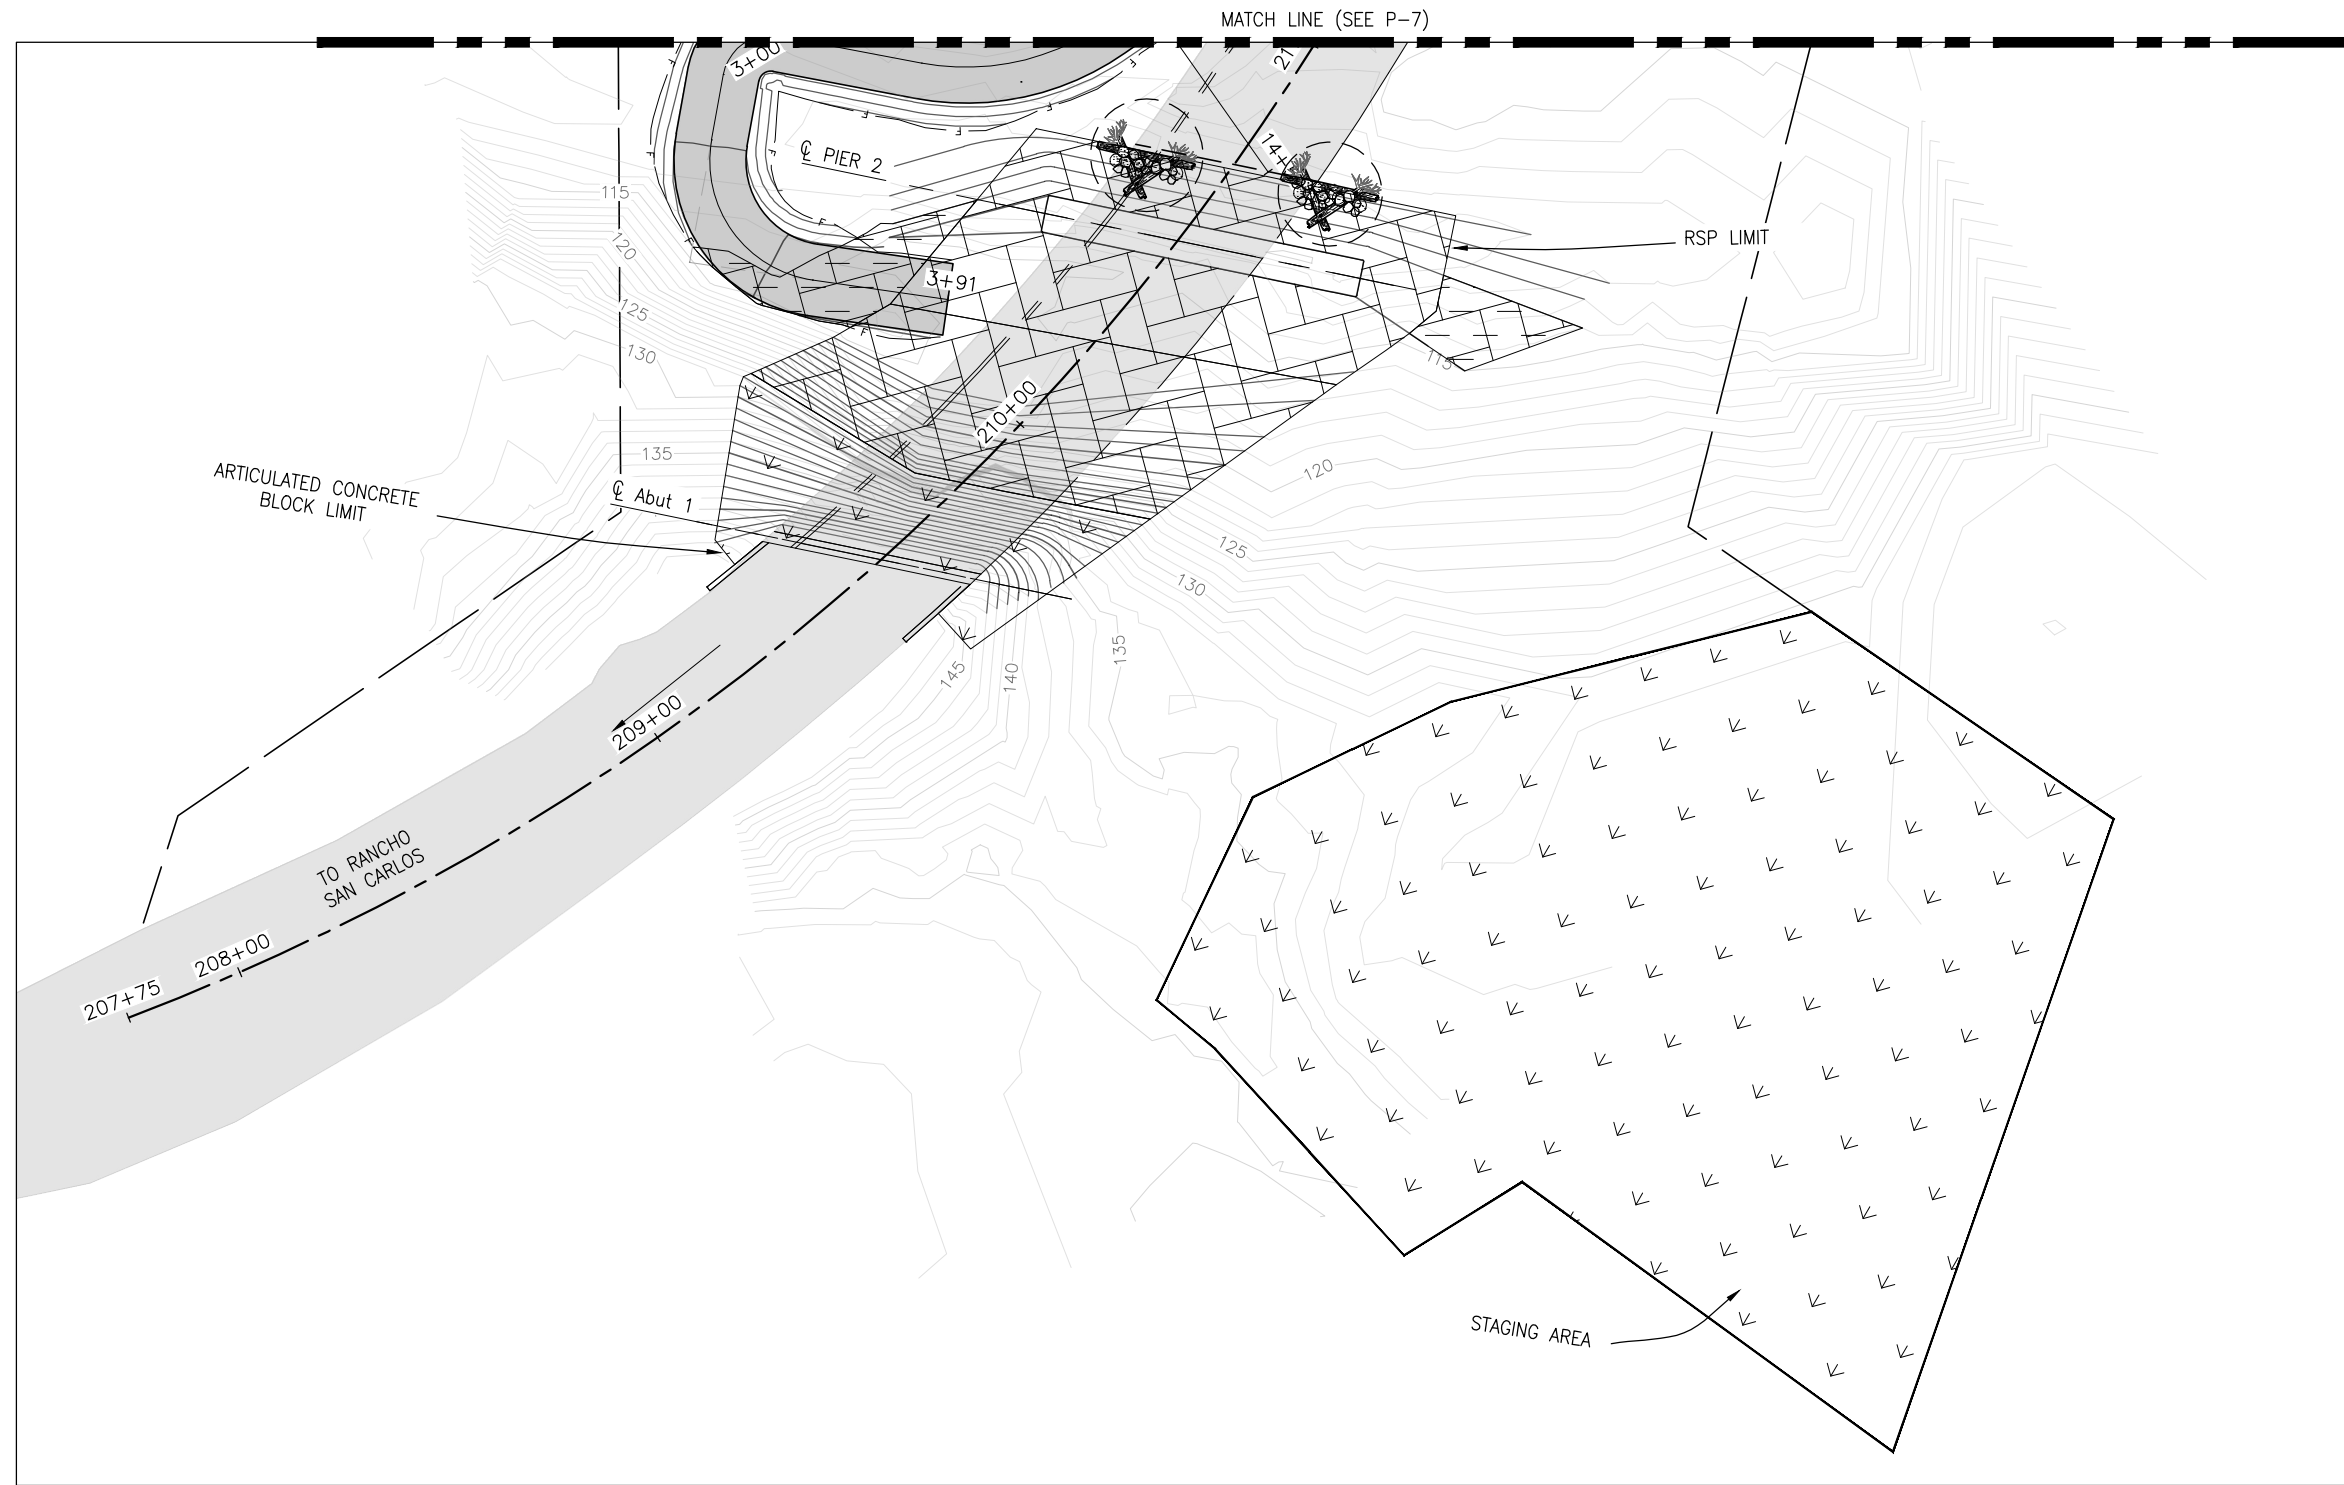 MATCH LINE (SEE P-7)
3+00
℄ PIER 2
115
120
125
130
RSP LIMIT
3+91
115
210+00
135
120
ARTICULATED CONCRETE
BLOCK LIMIT
℄ Abut 1
125
130
135
140
145
209+00
TO RANCHO
SAN CARLOS
208+00
207+75
STAGING AREA